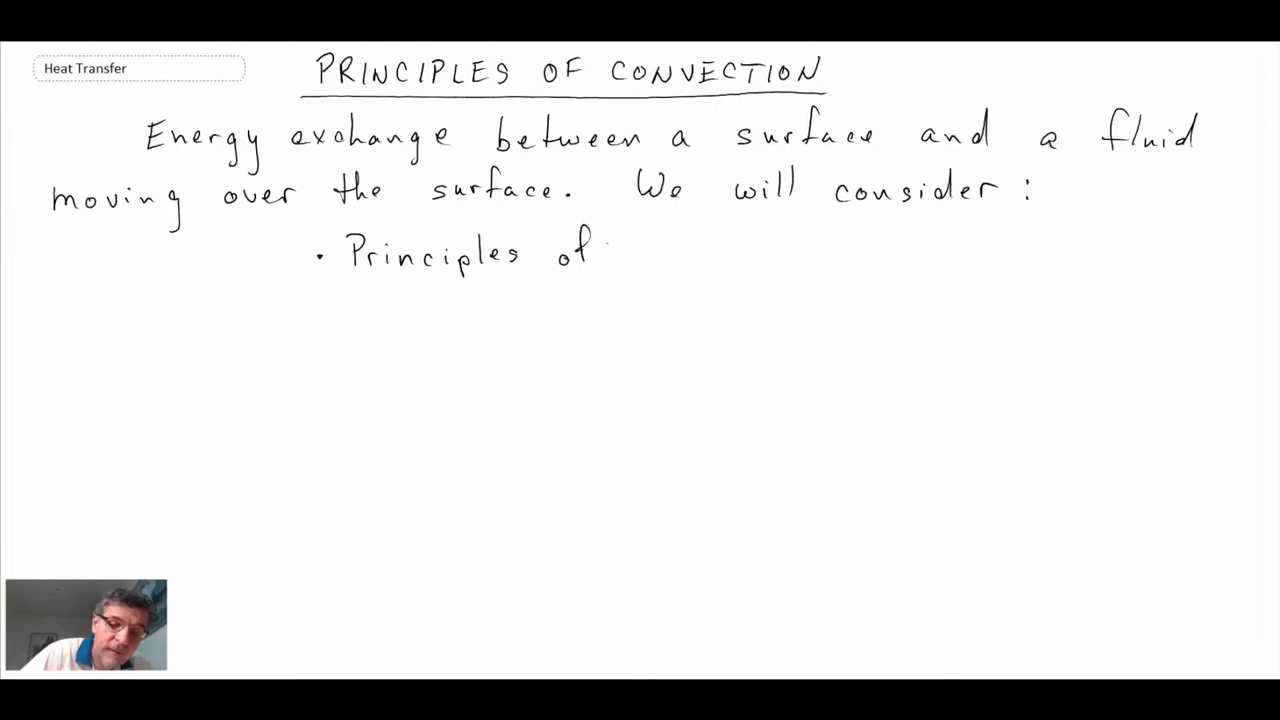 Heat Transfer
PRINCIPLES OF CONVECTION
Energy exchange between a surface and a fluid
moving over the surface. We will consider:
· Principles of